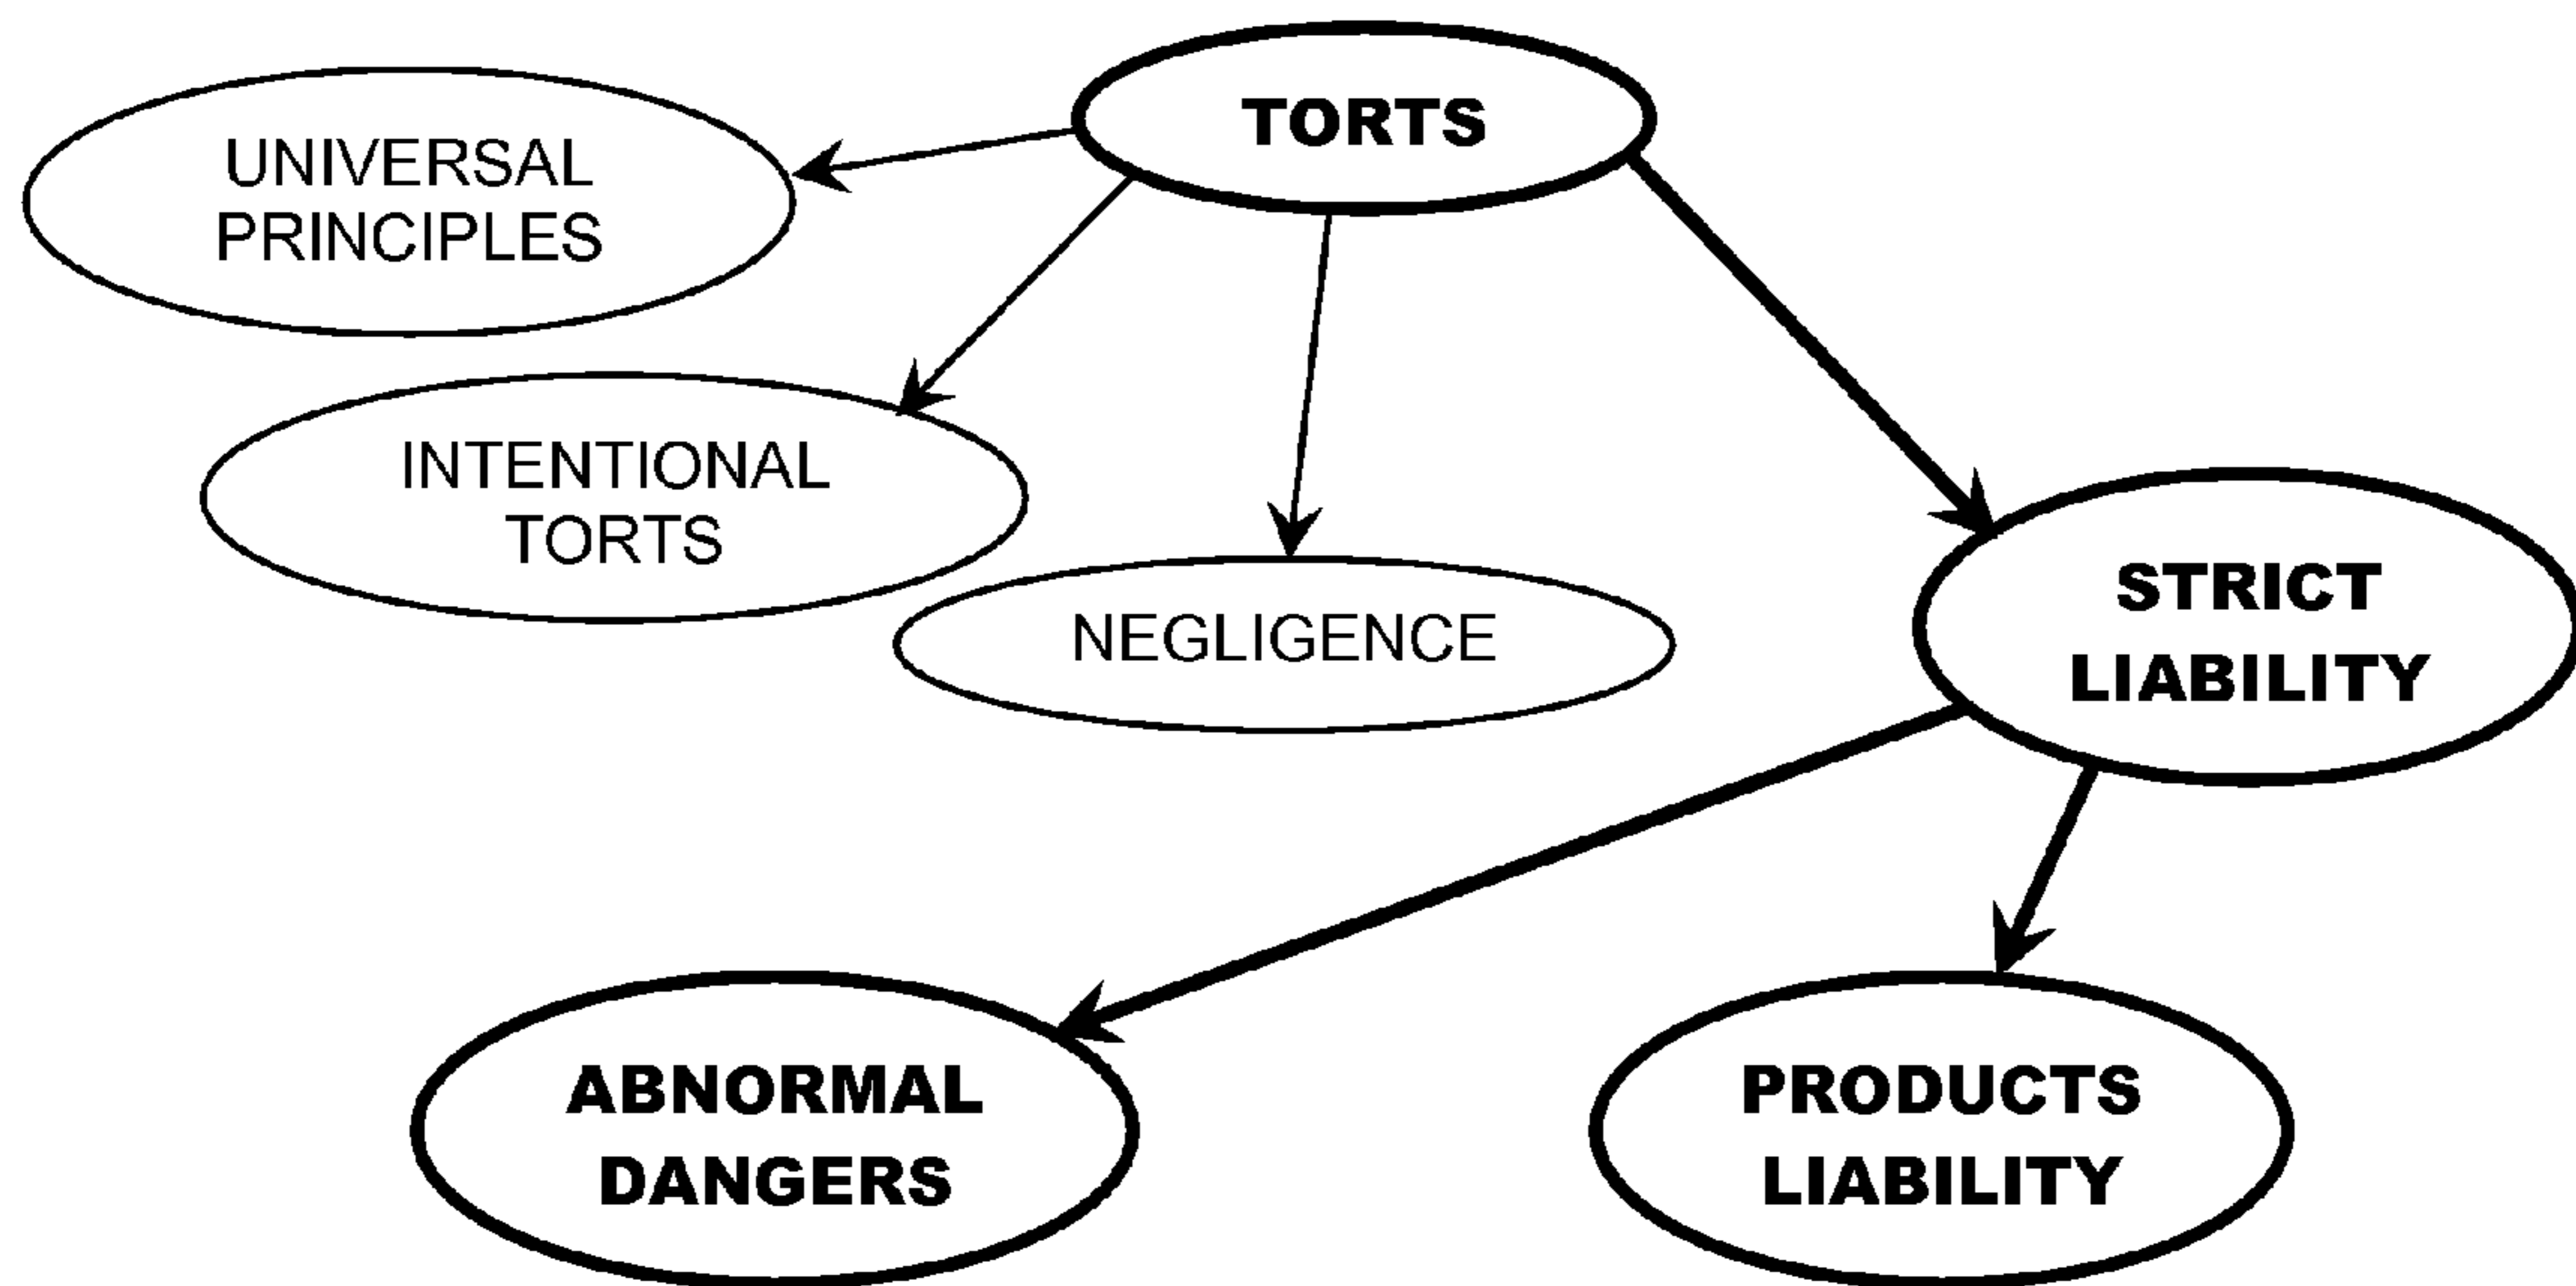 TORTS
UNIVERSAL
PRINCIPLES
INTENTIONAL
TORTS
NEGLIGENCE
STRICT
LIABILITY
ABNORMAL
DANGERS
PRODUCTS
LIABILITY